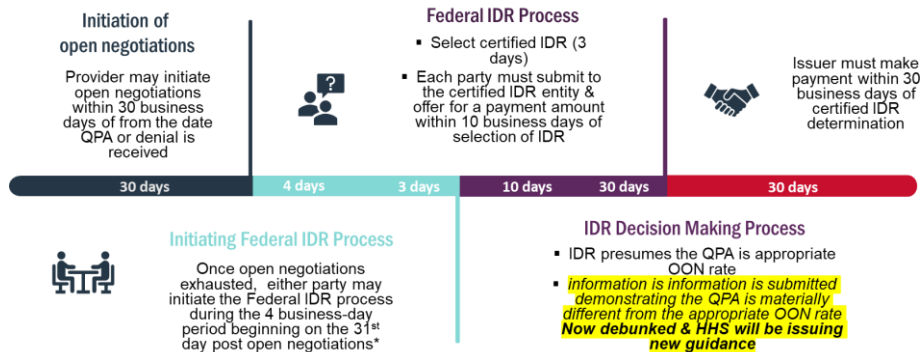 Initiation of
open negotiations
Provider may initiate
open negotiations
within 30 business
days of from the date
QPA or denial is
received
Federal IDR Process
▪ Select certified IDR (3
days)
▪ Each party must submit to
the certified IDR entity &
offer for a payment amount
within 10 business days of
selection of IDR
?
Issuer must make
payment within 30
business days of
certified IDR
determination
30 days
4 days
3 days
10 days
30 days
30 days
Initiating Federal IDR Process
Once open negotiations
exhausted, either party may
initiate the Federal IDR process
during the 4 business-day
period beginning on the 31st
day post open negotiations*
IDR Decision Making Process
▪ IDR presumes the QPA is appropriate
OON rate
▪ information is information is submitted
demonstrating the QPA is materially
different from the appropriate OON rate
Now debunked & HHS will be issuing
new guidance